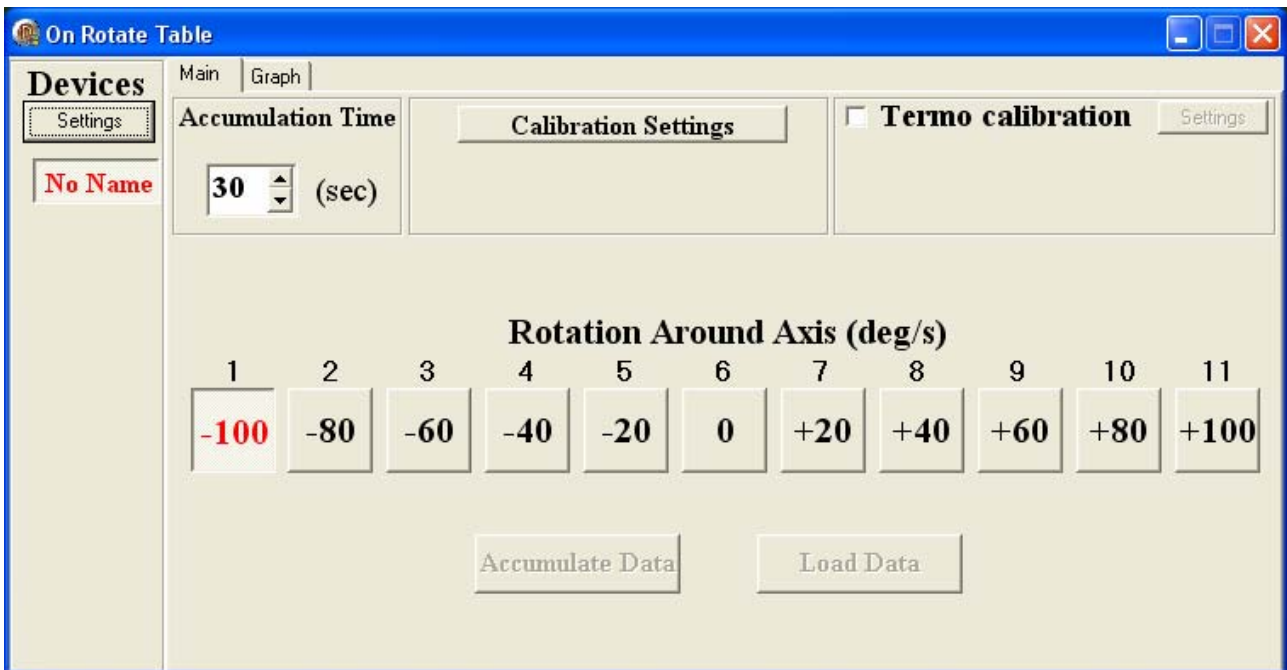 On Rotate Table
Devices
Settings
No Name
Main Graph
Accumulation Time
30 (sec)
Calibration Settings
Termo calibration Settings
Rotation Around Axis (deg/s)
1 2 3 4 5 6 7 8 9 10 11
-100 -80 -60 -40 -20 0 +20 +40 +60 +80 +100
Accumulate Data Load Data